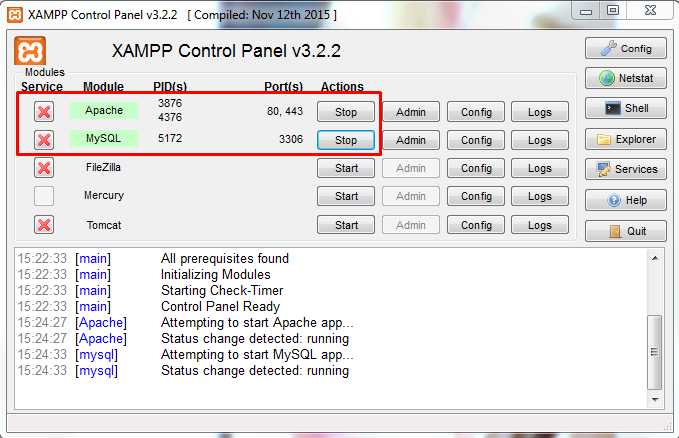 XAMPP Control Panel v3.2.2 [ Compiled: Nov 12th 2015 ]
XAMPP Control Panel v3.2.2
Config
Modules
Service Module PID(s) Port(s) Actions
Netstat
Apache 3876 4376 80, 443 Stop Admin Config Logs
Shell
MySQL 5172 3306 Stop Admin Config Logs
Explorer
FileZilla Start Admin Config Logs
Services
Mercury Start Admin Config Logs
Help
Tomcat Start Admin Config Logs
Quit
15:22:33 [main] All prerequisites found
15:22:33 [main] Initializing Modules
15:22:33 [main] Starting Check-Timer
15:22:33 [main] Control Panel Ready
15:24:27 [Apache] Attempting to start Apache app...
15:24:27 [Apache] Status change detected: running
15:24:33 [mysql] Attempting to start MySQL app...
15:24:33 [mysql] Status change detected: running